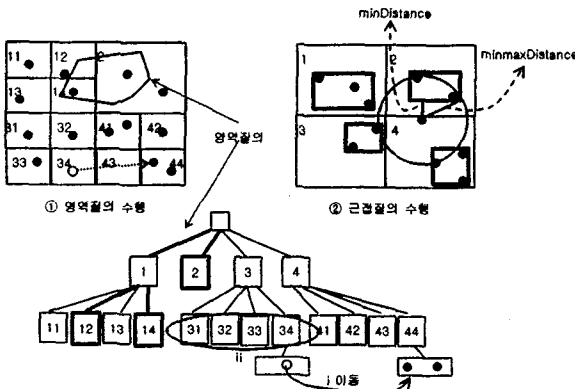 minDistance
minmaxDistance
11 12 2
13 14
31 32 41 42
33 34 43 44
1 2
3 4
영역질의
① 영역질의 수행
② 근접질의 수행
1 2 3 4
11 12 13 14 31 32 33 34 41 42 43 44
ii
i 이동